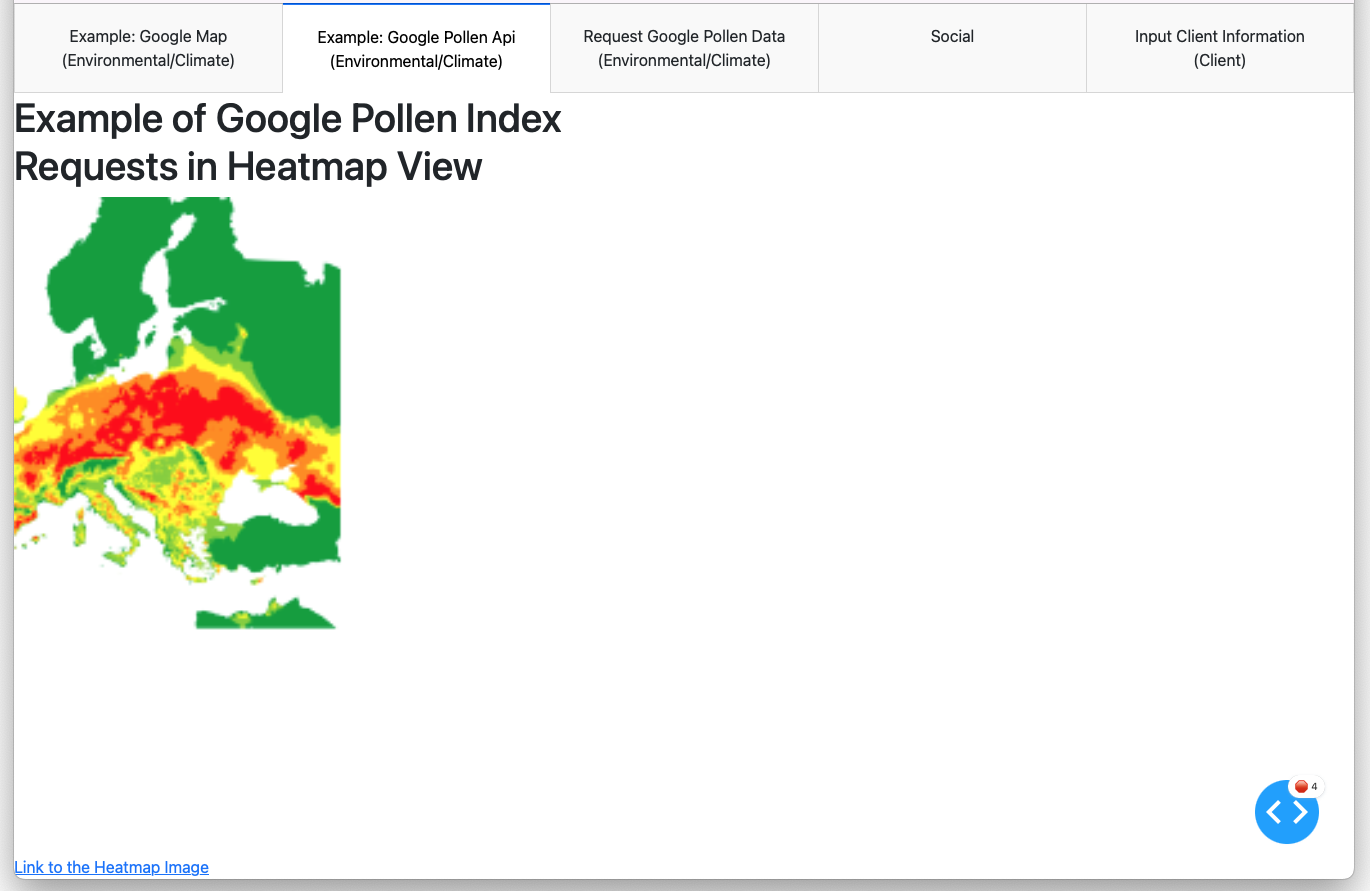 Example: Google Map
(Environmental/Climate)
Example: Google Pollen Api
(Environmental/Climate)
Request Google Pollen Data
(Environmental/Climate)
Social
Input Client Information
(Client)
Example of Google Pollen Index
Requests in Heatmap View
4
Link to the Heatmap Image